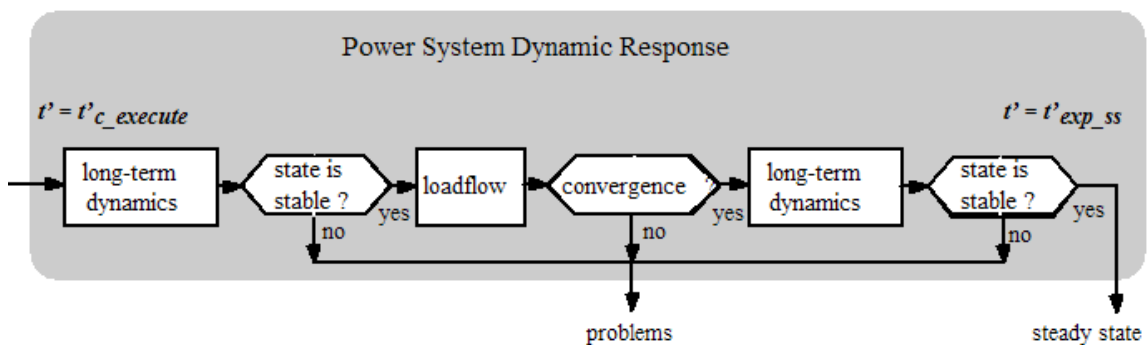 Power System Dynamic Response
t' = t'c_execute
t' = t'exp_ss
long-term
dynamics
state is
stable ?
yes
no
loadflow
convergence ?
yes
no
long-term
dynamics
state is
stable ?
yes
no
problems
steady state